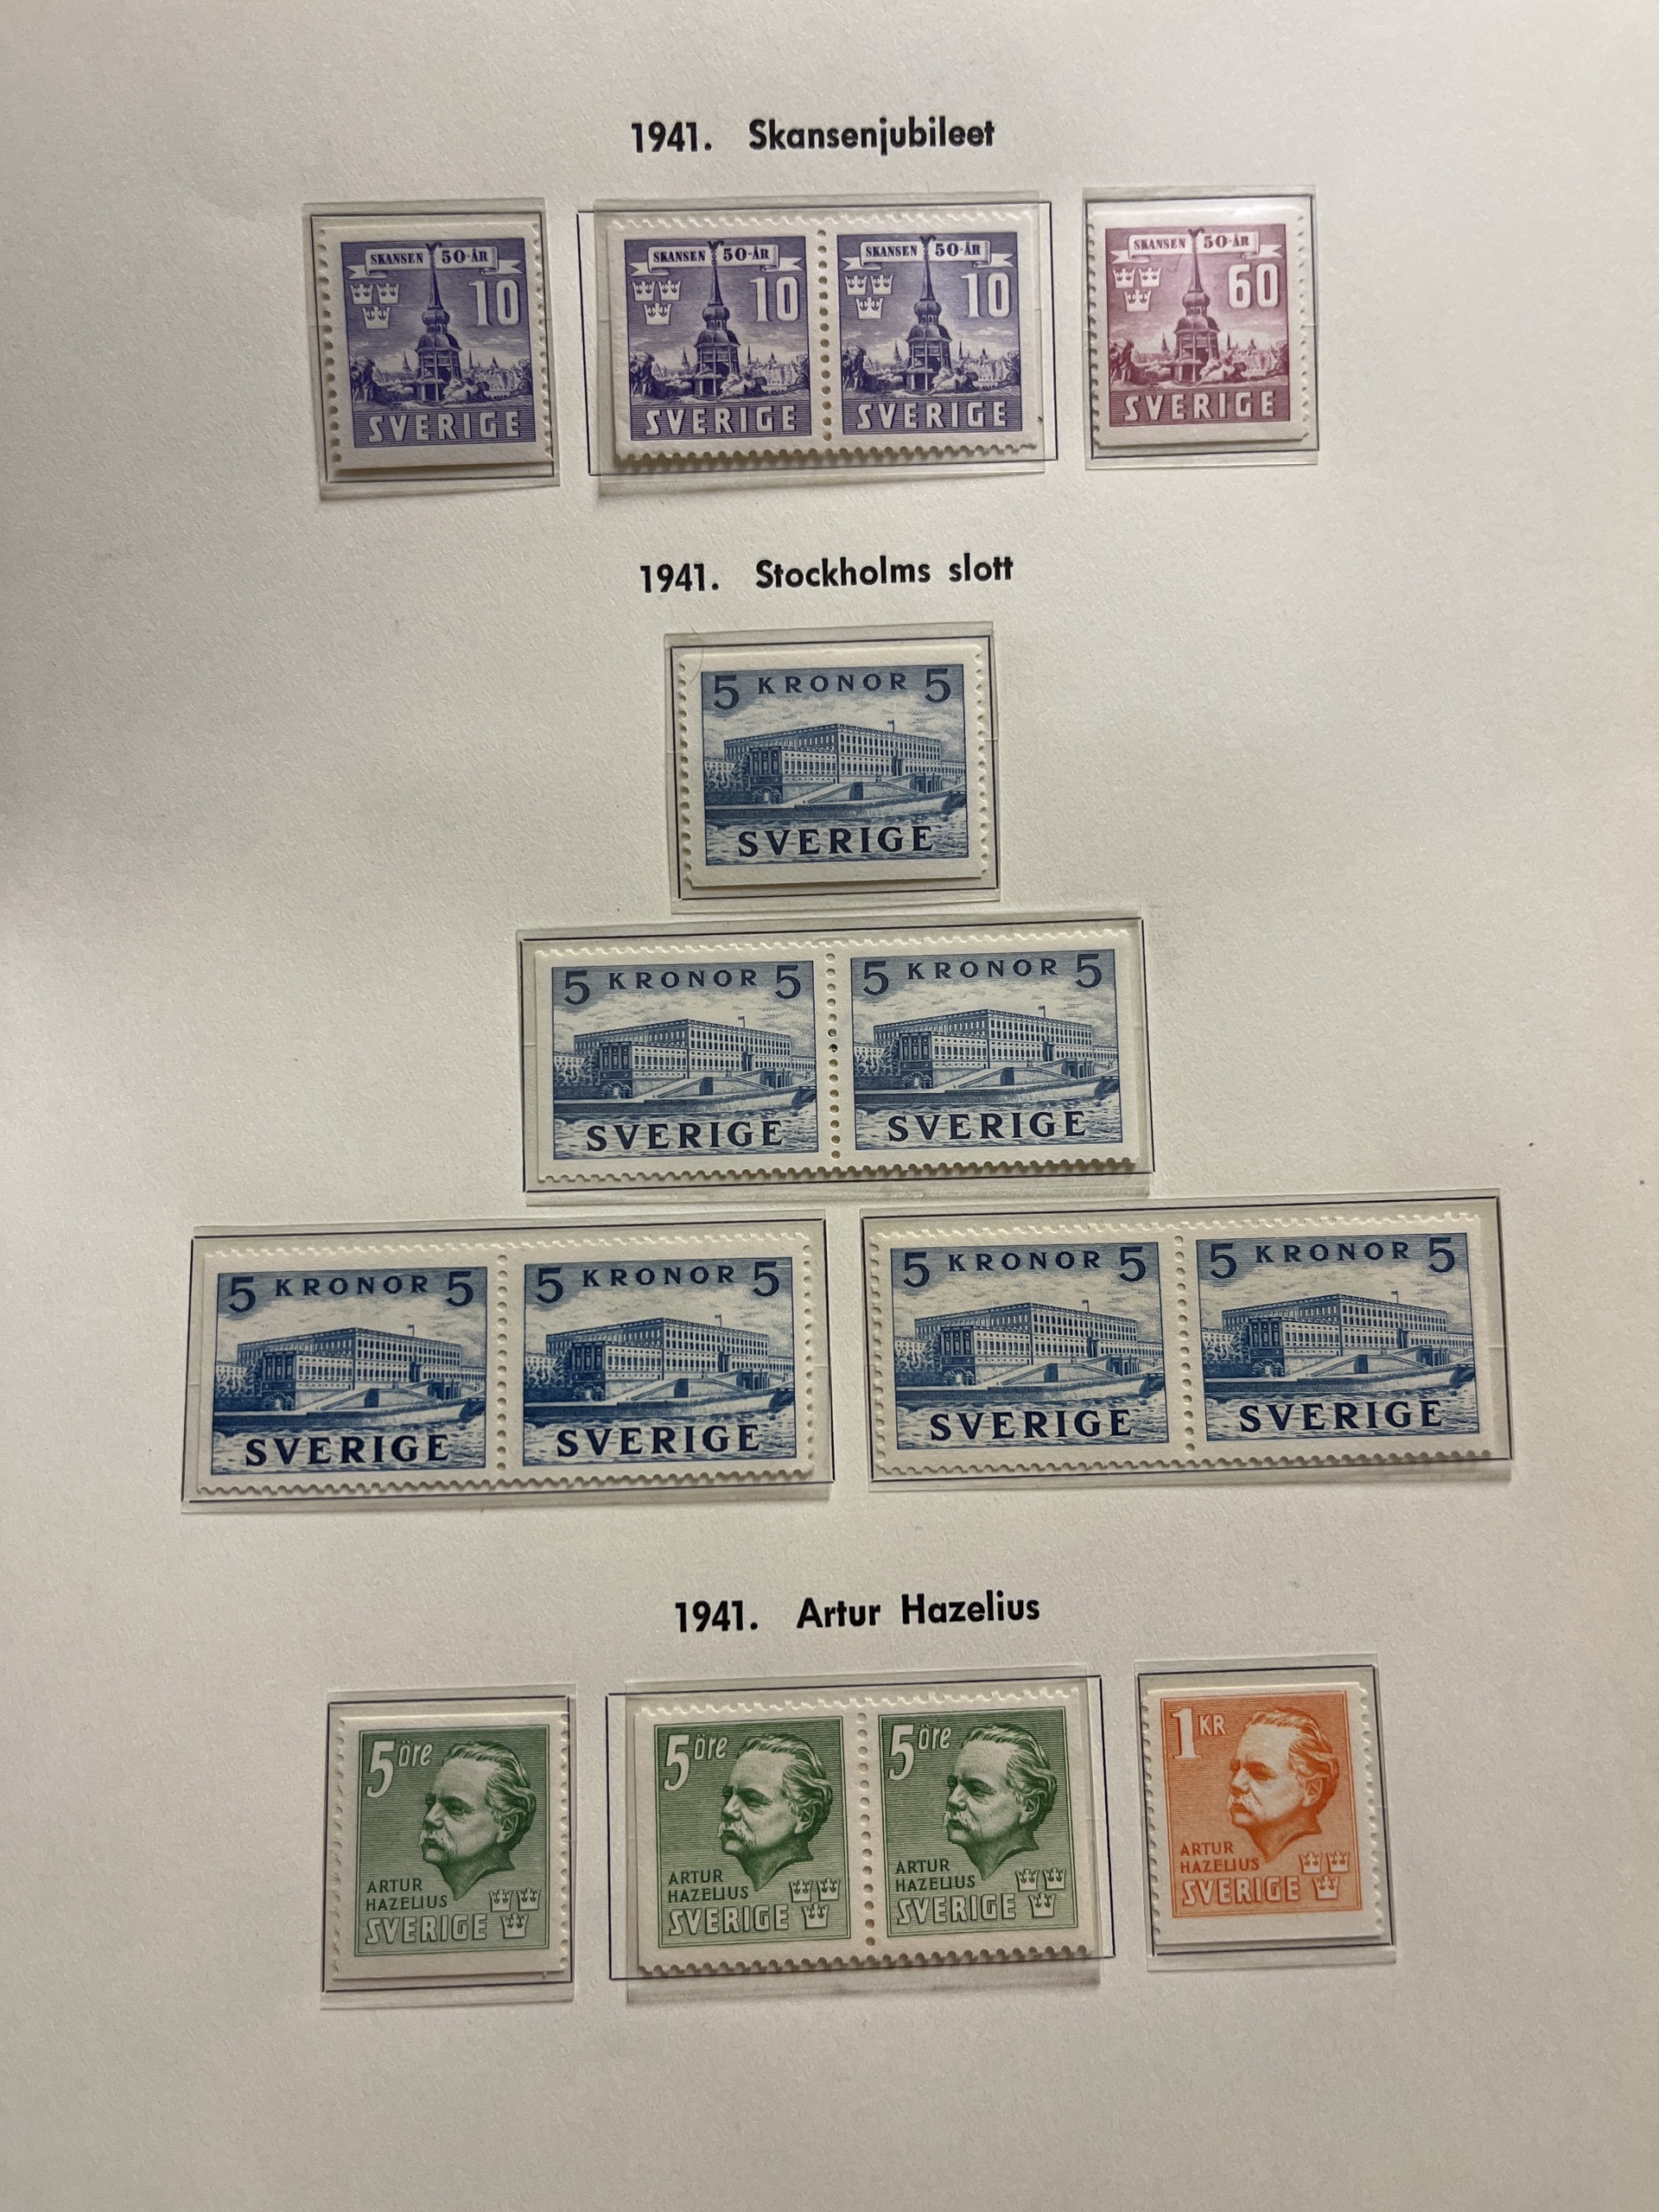 1941. Skansenjubileet
SKANSEN 50-ÅR
10
SVERIGE
SKANSEN 50-ÅR
10
SVERIGE
SKANSEN 50-ÅR
10
SVERIGE
SKANSEN 50-ÅR
60
SVERIGE
1941. Stockholms slott
5 KRONOR 5
SVERIGE
5 KRONOR 5
SVERIGE
5 KRONOR 5
SVERIGE
5 KRONOR 5
SVERIGE
5 KRONOR 5
SVERIGE
5 KRONOR 5
SVERIGE
5 KRONOR 5
SVERIGE
1941. Artur Hazelius
5 öre
ARTUR
HAZELIUS
SVERIGE
5 öre
ARTUR
HAZELIUS
SVERIGE
5 öre
ARTUR
HAZELIUS
SVERIGE
1 KR
ARTUR
HAZELIUS
SVERIGE